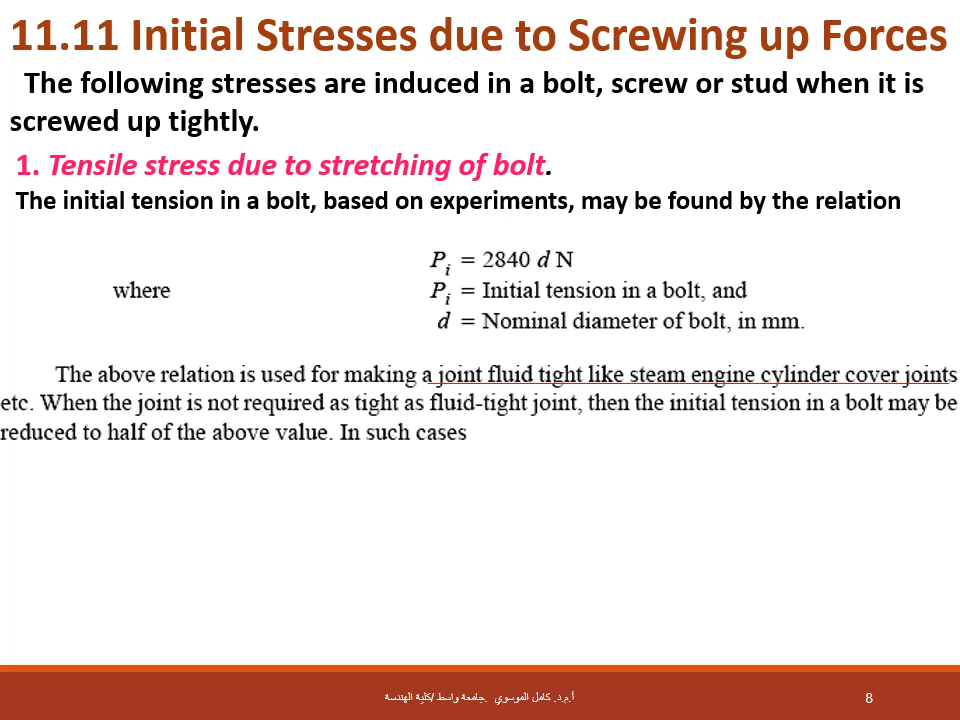 11.11 Initial Stresses due to Screwing up Forces
The following stresses are induced in a bolt, screw or stud when it is
screwed up tightly.
1. Tensile stress due to stretching of bolt.
The initial tension in a bolt, based on experiments, may be found by the relation
Pi = 2840 d N
where Pi = Initial tension in a bolt, and
d = Nominal diameter of bolt, in mm.
The above relation is used for making a joint fluid tight like steam engine cylinder cover joints
etc. When the joint is not required as tight as fluid-tight joint, then the initial tension in a bolt may be
reduced to half of the above value. In such cases
أ.م.د. كامل الموسوي .جامعة واسط /كلية الهندسة
8